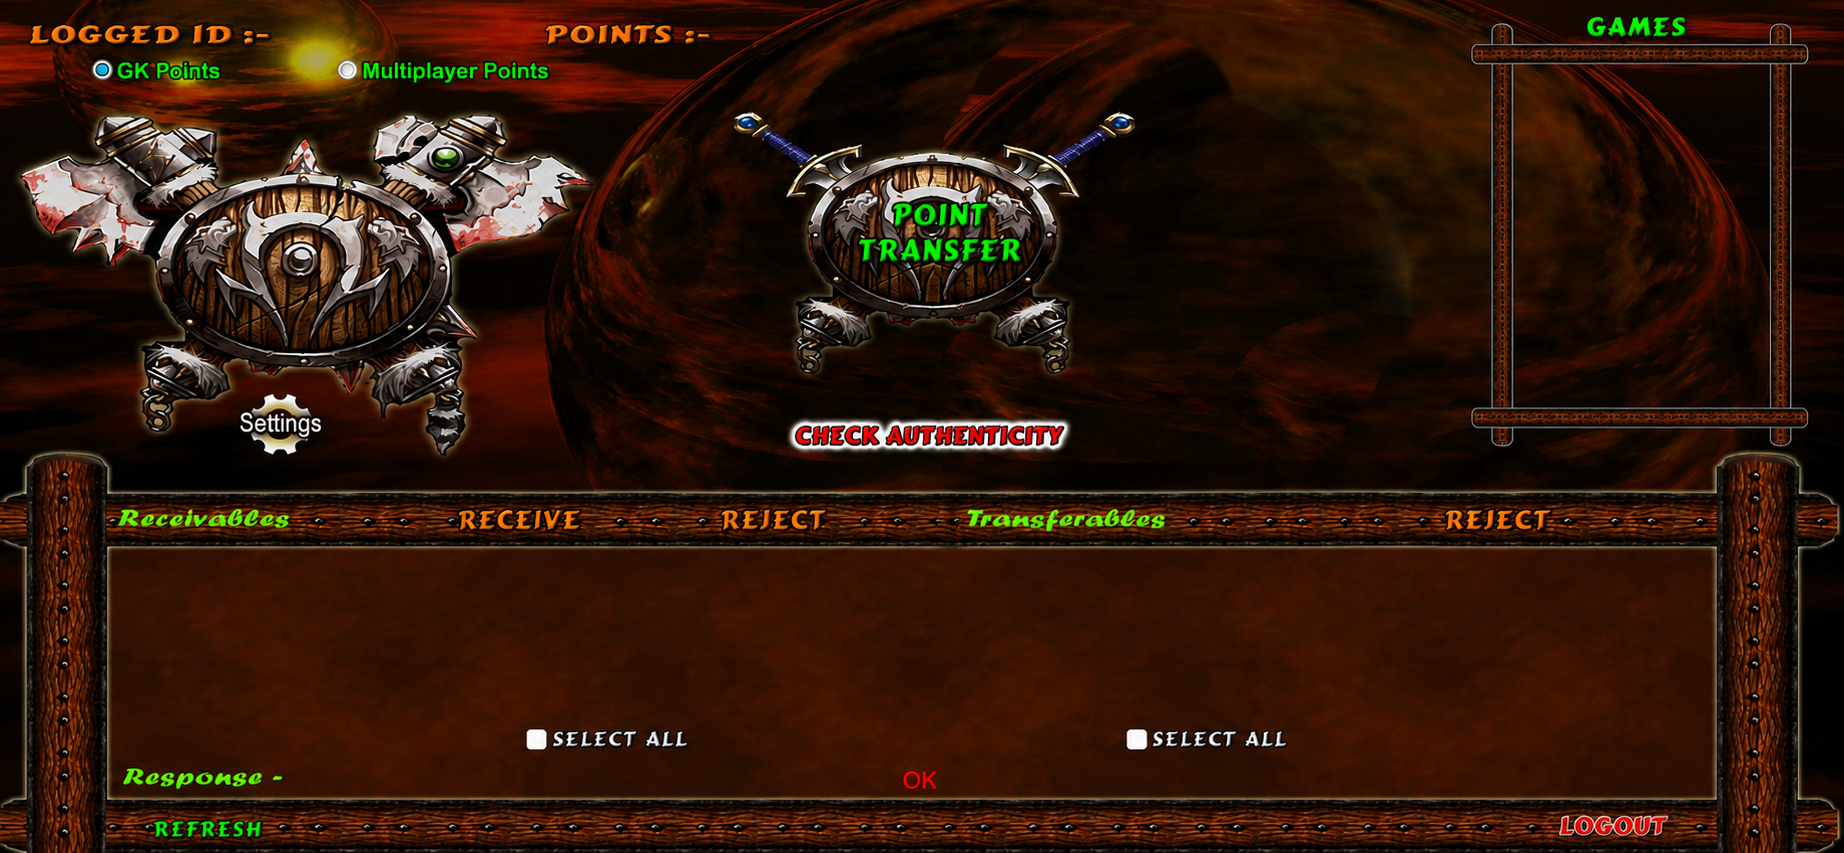 LOGGED ID :-
POINTS :-
GAMES
GK Points
Multiplayer Points
POINT
TRANSFER
Settings
CHECK AUTHENTICITY
Receivables
RECEIVE
REJECT
Transferables
REJECT
SELECT ALL
SELECT ALL
Response -
OK
REFRESH
LOGOUT